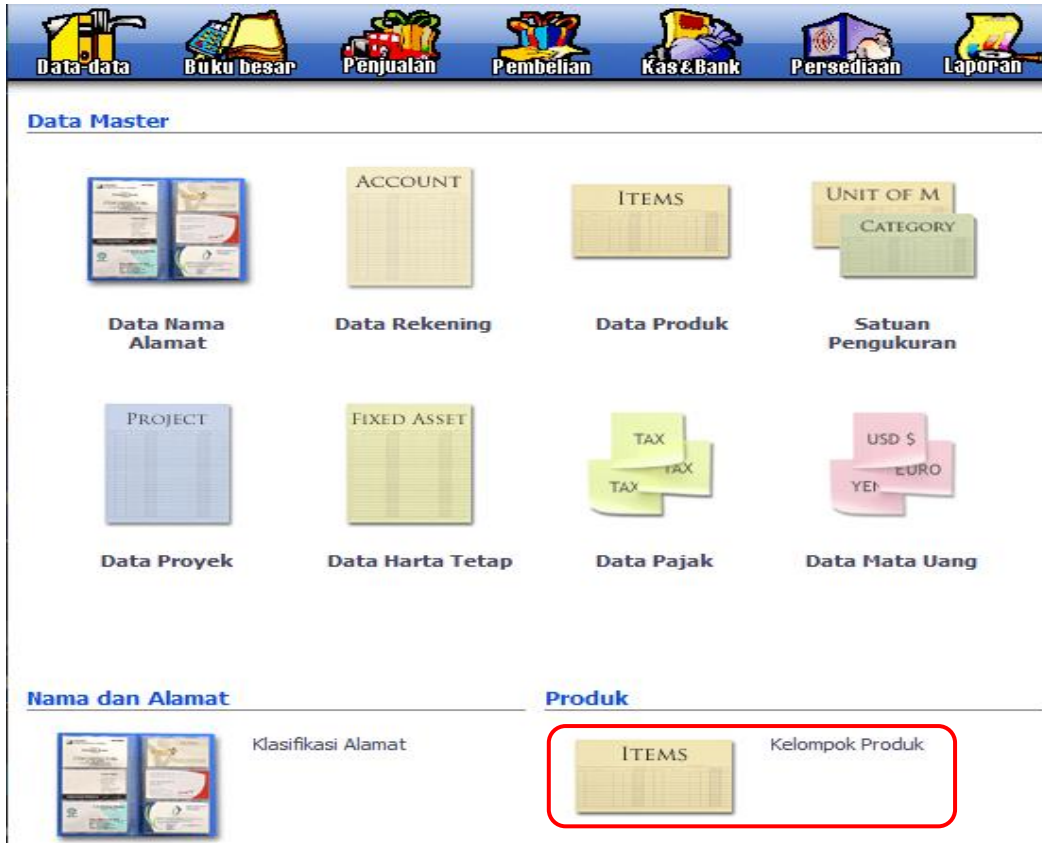 Data-data Buku besar Penjualan Pembelian Kas&Bank Persediaan Laporan
Data Master
ACCOUNT
ITEMS
UNIT OF M
CATEGORY
Data Nama
Alamat
Data Rekening
Data Produk
Satuan
Pengukuran
PROJECT
FIXED ASSET
TAX
TAX
TAX
USD $
EURO
YEN
Data Proyek
Data Harta Tetap
Data Pajak
Data Mata Uang
Nama dan Alamat
Produk
Klasifikasi Alamat
ITEMS
Kelompok Produk